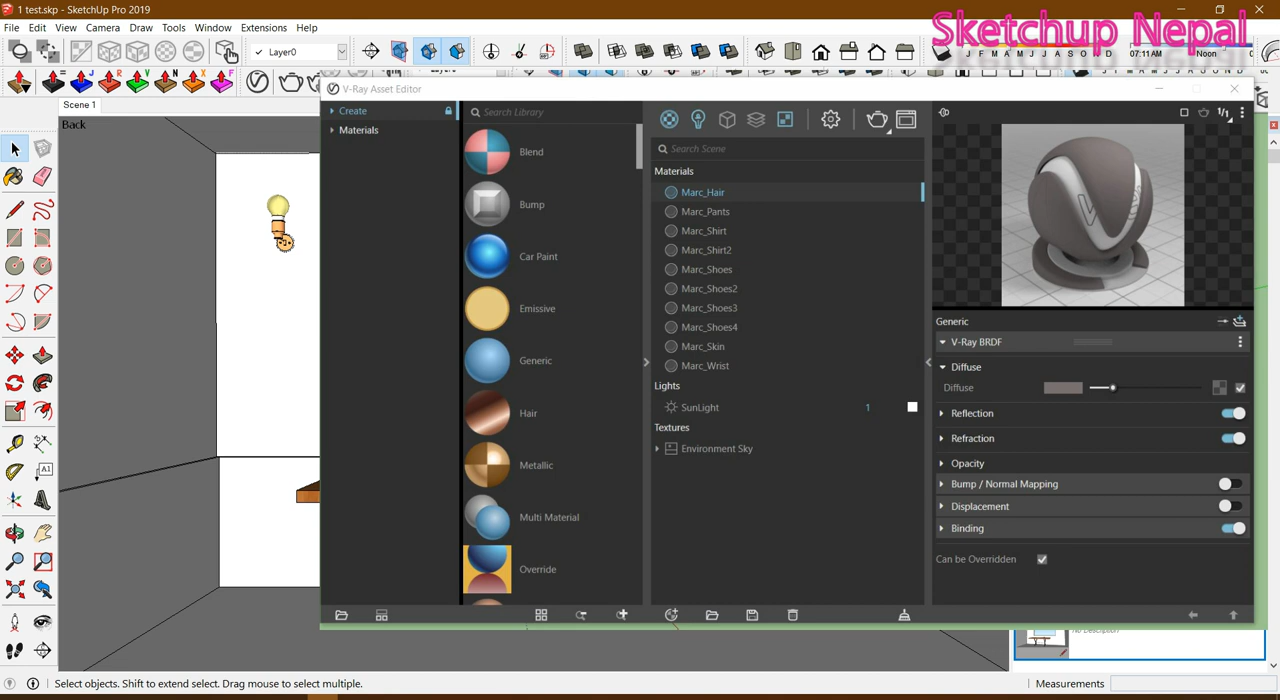 1 test.skp - SketchUp Pro 2019
File Edit View Camera Draw Tools Window Extensions Help
Sketchup Nepal
Layer0
J F M A M J J A S O N D 07:11 AM Noon
Scene 1
Back
V-Ray Asset Editor
Create
Materials
Search Library
Blend
Bump
Car Paint
Emissive
Generic
Hair
Metallic
Multi Material
Override
Search Scene
Materials
Marc_Hair
Marc_Pants
Marc_Shirt
Marc_Shirt2
Marc_Shoes
Marc_Shoes2
Marc_Shoes3
Marc_Shoes4
Marc_Skin
Marc_Wrist
Lights
SunLight 1
Textures
Environment Sky
1/1
Generic
V-Ray BRDF
Diffuse
Diffuse
Reflection
Refraction
Opacity
Bump / Normal Mapping
Displacement
Binding
Can be Overridden
No Description
Select objects. Shift to extend select. Drag mouse to select multiple.
Measurements